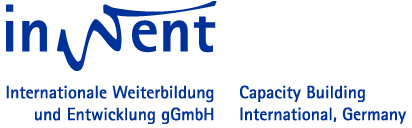 inWent
Internationale Weiterbildung
und Entwicklung gGmbH
Capacity Building
International, Germany